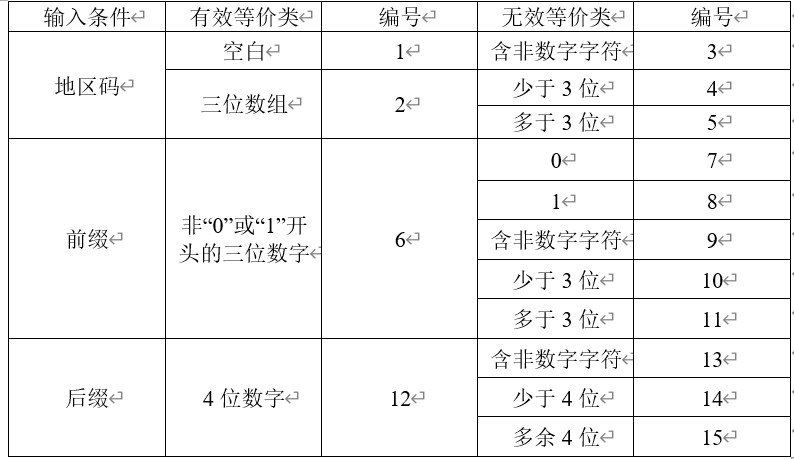 输入条件 有效等价类 编号 无效等价类 编号
地区码 空白 1 含非数字字符 3
三位数组 2 少于 3 位 4
多于 3 位 5
前缀 非“0”或“1”开
头的三位数字 6 0 7
1 8
含非数字字符 9
少于 3 位 10
多于 3 位 11
后缀 4 位数字 12 含非数字字符 13
少于 4 位 14
多余 4 位 15